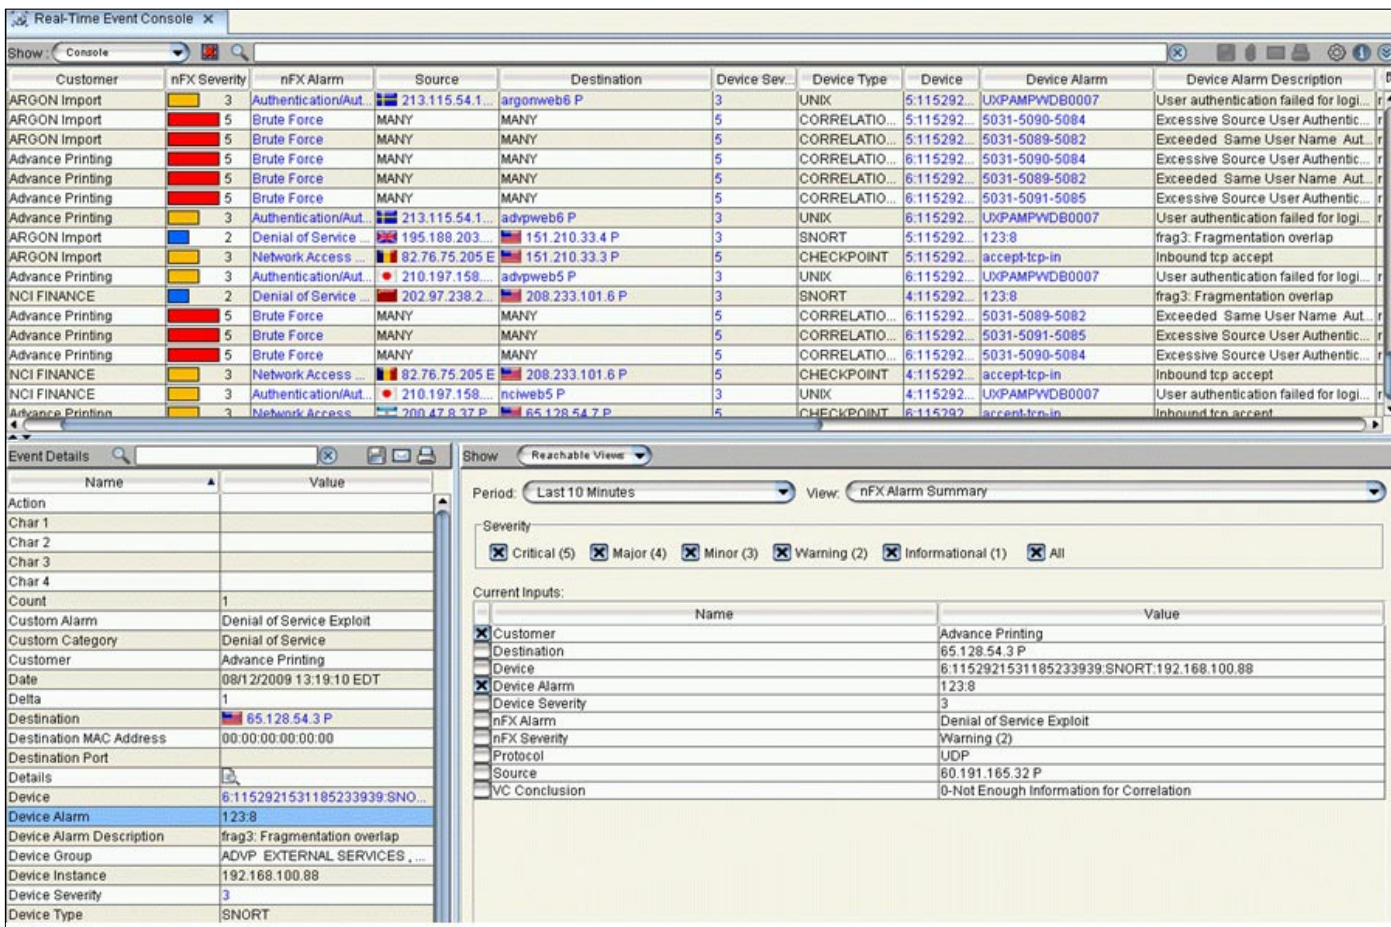 Real-Time Event Console
Show: Console
Customer nFX Severity nFX Alarm Source Destination Device Sev... Device Type Device Device Alarm Device Alarm Description
ARGON Import 3 Authentication/Aut... 213.115.54.1... argonweb6 P 3 UNIX 5:115292... UXPAMPWDB0007 User authentication failed for logi...
ARGON Import 5 Brute Force MANY MANY 5 CORRELATIO... 5:115292... 5031-5090-5084 Excessive Source User Authentic...
ARGON Import 5 Brute Force MANY MANY 5 CORRELATIO... 5:115292... 5031-5089-5082 Exceeded Same User Name Aut...
Advance Printing 5 Brute Force MANY MANY 5 CORRELATIO... 6:115292... 5031-5090-5084 Excessive Source User Authentic...
Advance Printing 5 Brute Force MANY MANY 5 CORRELATIO... 6:115292... 5031-5089-5082 Exceeded Same User Name Aut...
Advance Printing 5 Brute Force MANY MANY 5 CORRELATIO... 6:115292... 5031-5091-5085 Excessive Source User Authentic...
Advance Printing 3 Authentication/Aut... 213.115.54.1... advpweb6 P 3 UNIX 6:115292... UXPAMPWDB0007 User authentication failed for logi...
ARGON Import 2 Denial of Service ... 195.188.203.... 151.210.33.4 P 3 SNORT 5:115292... 123:8 frag3: Fragmentation overlap
ARGON Import 3 Network Access ... 82.76.75.205 E 151.210.33.3 P 5 CHECKPOINT 5:115292... accept-tcp-in Inbound tcp accept
Advance Printing 3 Authentication/Aut... 210.197.158.... advpweb5 P 3 UNIX 6:115292... UXPAMPWDB0007 User authentication failed for logi...
NCI FINANCE 2 Denial of Service ... 202.97.238.2... 208.233.101.6 P 3 SNORT 4:115292... 123:8 frag3: Fragmentation overlap
Advance Printing 5 Brute Force MANY MANY 5 CORRELATIO... 6:115292... 5031-5089-5082 Exceeded Same User Name Aut...
Advance Printing 5 Brute Force MANY MANY 5 CORRELATIO... 6:115292... 5031-5091-5085 Excessive Source User Authentic...
Advance Printing 5 Brute Force MANY MANY 5 CORRELATIO... 6:115292... 5031-5090-5084 Excessive Source User Authentic...
NCI FINANCE 3 Network Access ... 82.76.75.205 E 208.233.101.6 P 5 CHECKPOINT 4:115292... accept-tcp-in Inbound tcp accept
NCI FINANCE 3 Authentication/Aut... 210.197.158.... nciweb5 P 3 UNIX 4:115292... UXPAMPWDB0007 User authentication failed for logi...
Advance Printing 3 Network Access 200.47.8.37 P 65.128.54.7 P 5 CHECKPOINT 6:115292... accept-tcp-in Inbound tcp accept
Event Details
Name Value
Action
Char 1
Char 2
Char 3
Char 4
Count 1
Custom Alarm Denial of Service Exploit
Custom Category Denial of Service
Customer Advance Printing
Date 08/12/2009 13:19:10 EDT
Delta 1
Destination 65.128.54.3 P
Destination MAC Address 00:00:00:00:00:00
Destination Port
Details
Device 6:1152921531185233939:SNO...
Device Alarm 123:8
Device Alarm Description frag3: Fragmentation overlap
Device Group ADVP EXTERNAL SERVICES , ...
Device Instance 192.168.100.88
Device Severity 3
Device Type SNORT
Show Reachable Views
Period: Last 10 Minutes View: nFX Alarm Summary
Severity
Critical (5) Major (4) Minor (3) Warning (2) Informational (1) All
Current Inputs:
Name Value
Customer Advance Printing
Destination 65.128.54.3 P
Device 6:1152921531185233939:SNORT:192.168.100.88
Device Alarm 123:8
Device Severity 3
nFX Alarm Denial of Service Exploit
nFX Severity Warning (2)
Protocol UDP
Source 60.191.165.32 P
VC Conclusion 0-Not Enough Information for Correlation